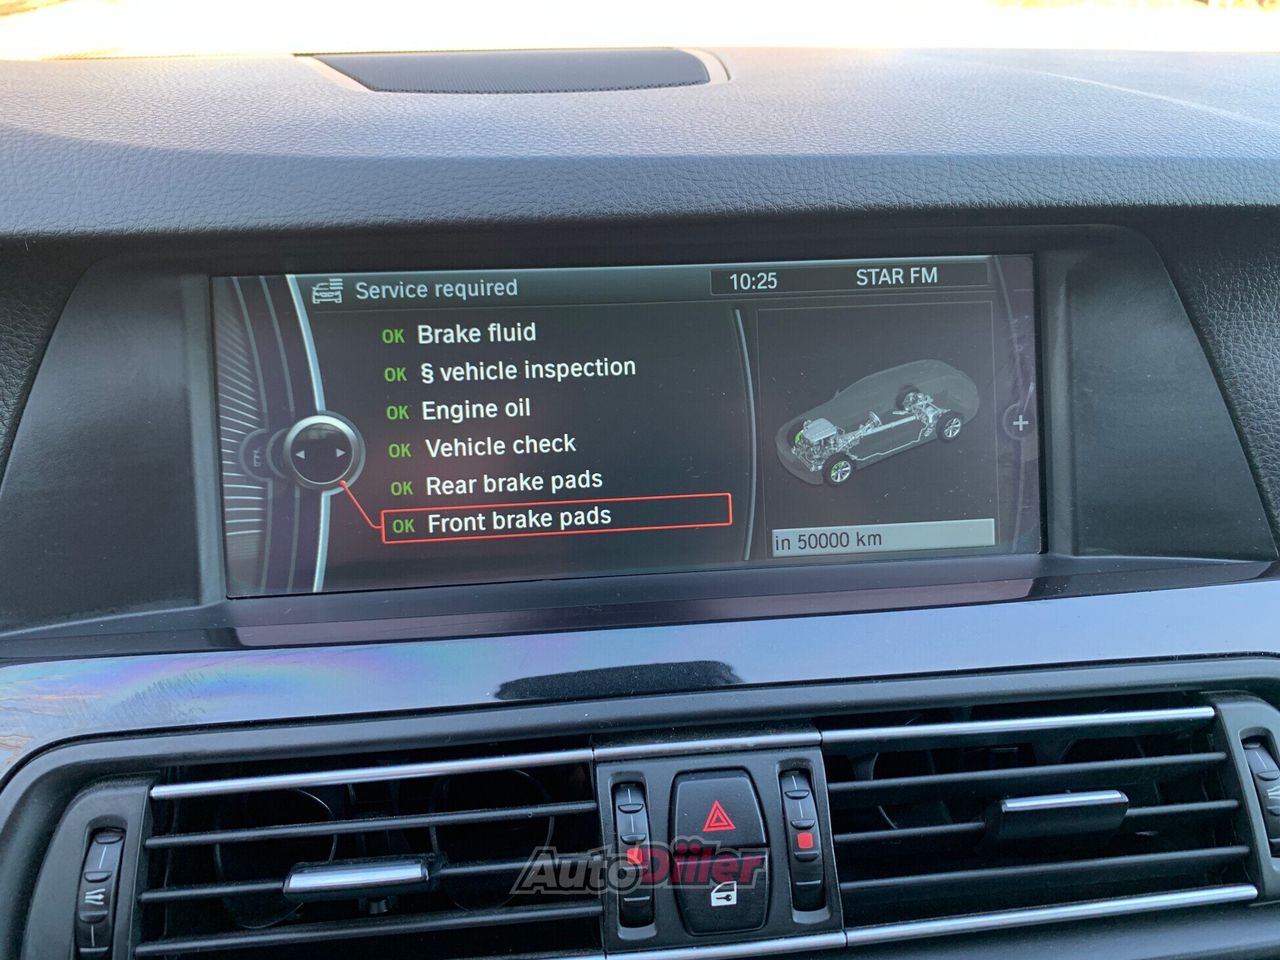 Service required
10:25
STAR FM
OK Brake fluid
OK § vehicle inspection
OK Engine oil
OK Vehicle check
OK Rear brake pads
OK Front brake pads
+
in 50000 km
AutoDiiler